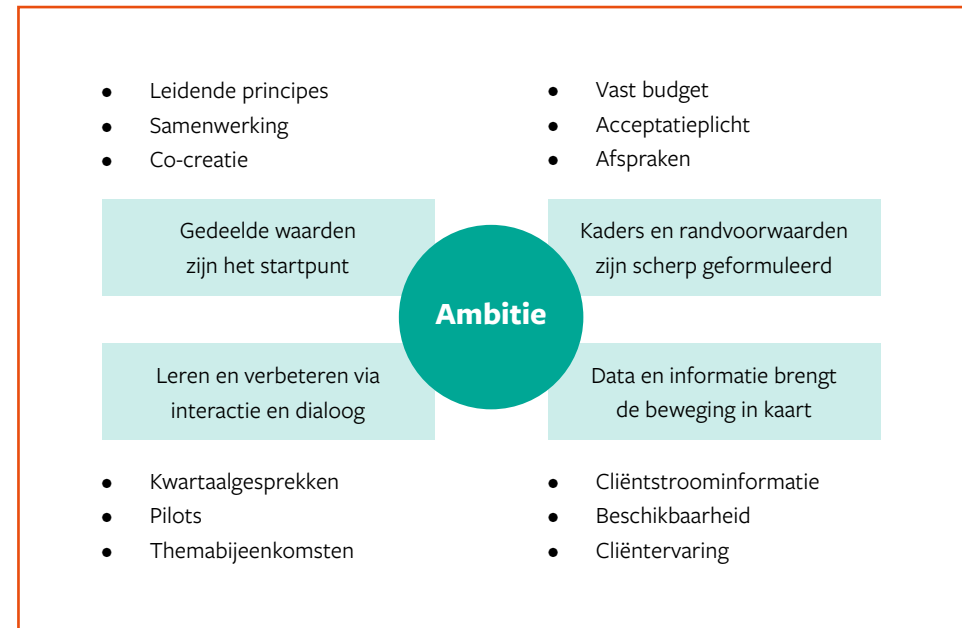 • Leidende principes
• Samenwerking
• Co-creatie
• Vast budget
• Acceptatieplicht
• Afspraken
Gedeelde waarden
zijn het startpunt
Kaders en randvoorwaarden
zijn scherp geformuleerd
Ambitie
Leren en verbeteren via
interactie en dialoog
Data en informatie brengt
de beweging in kaart
• Kwartaalgesprekken
• Pilots
• Themabijeenkomsten
• Cliëntstroominformatie
• Beschikbaarheid
• Cliëntervaring